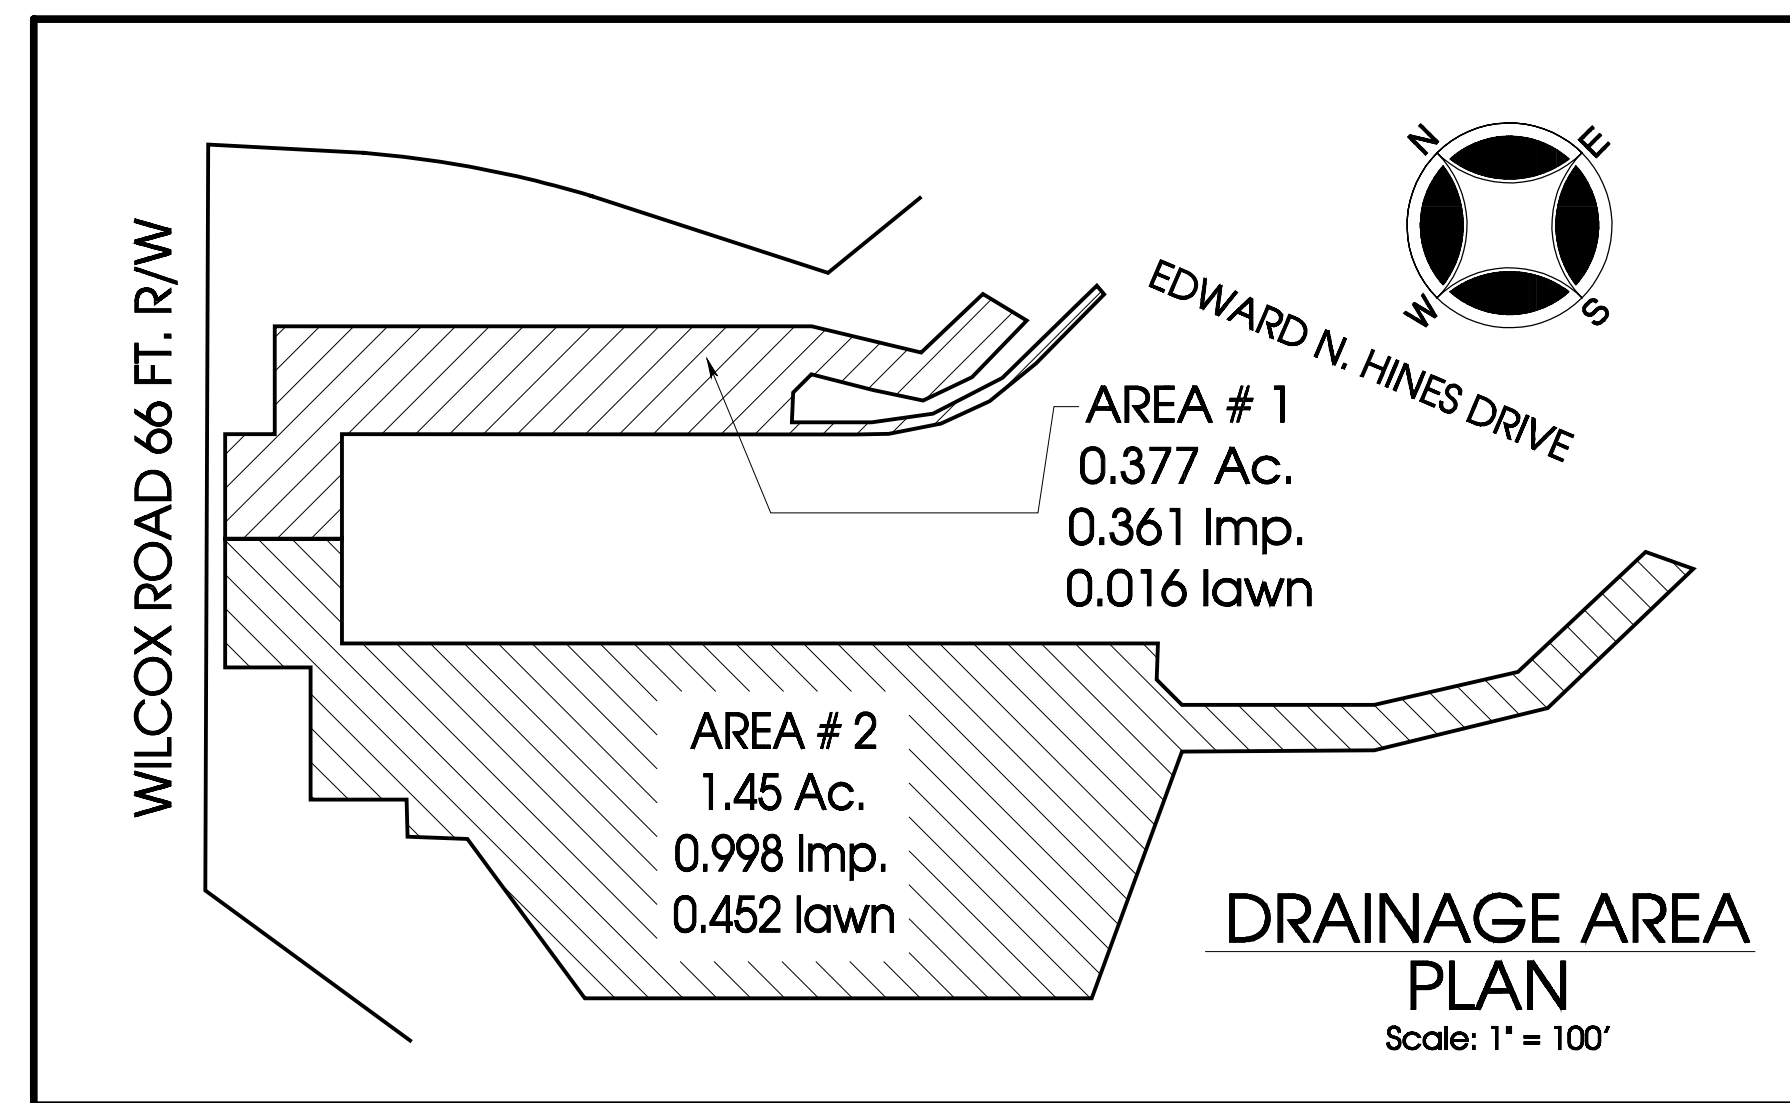 N
E
W
S
WILCOX ROAD 66 FT. R/W
EDWARD N. HINES DRIVE
AREA # 1
0.377 Ac.
0.361 Imp.
0.016 lawn
AREA # 2
1.45 Ac.
0.998 Imp.
0.452 lawn
DRAINAGE AREA
PLAN
Scale: 1" = 100'